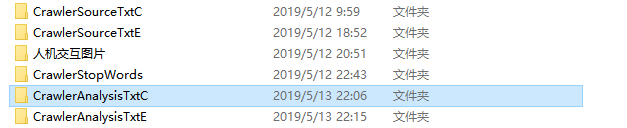 CrawlerSourceTxtC 2019/5/12 9:59 文件夹
CrawlerSourceTxtE 2019/5/12 18:52 文件夹
人机交互图片 2019/5/12 20:51 文件夹
CrawlerStopWords 2019/5/12 22:43 文件夹
CrawlerAnalysisTxtC 2019/5/13 22:06 文件夹
CrawlerAnalysisTxtE 2019/5/13 22:15 文件夹